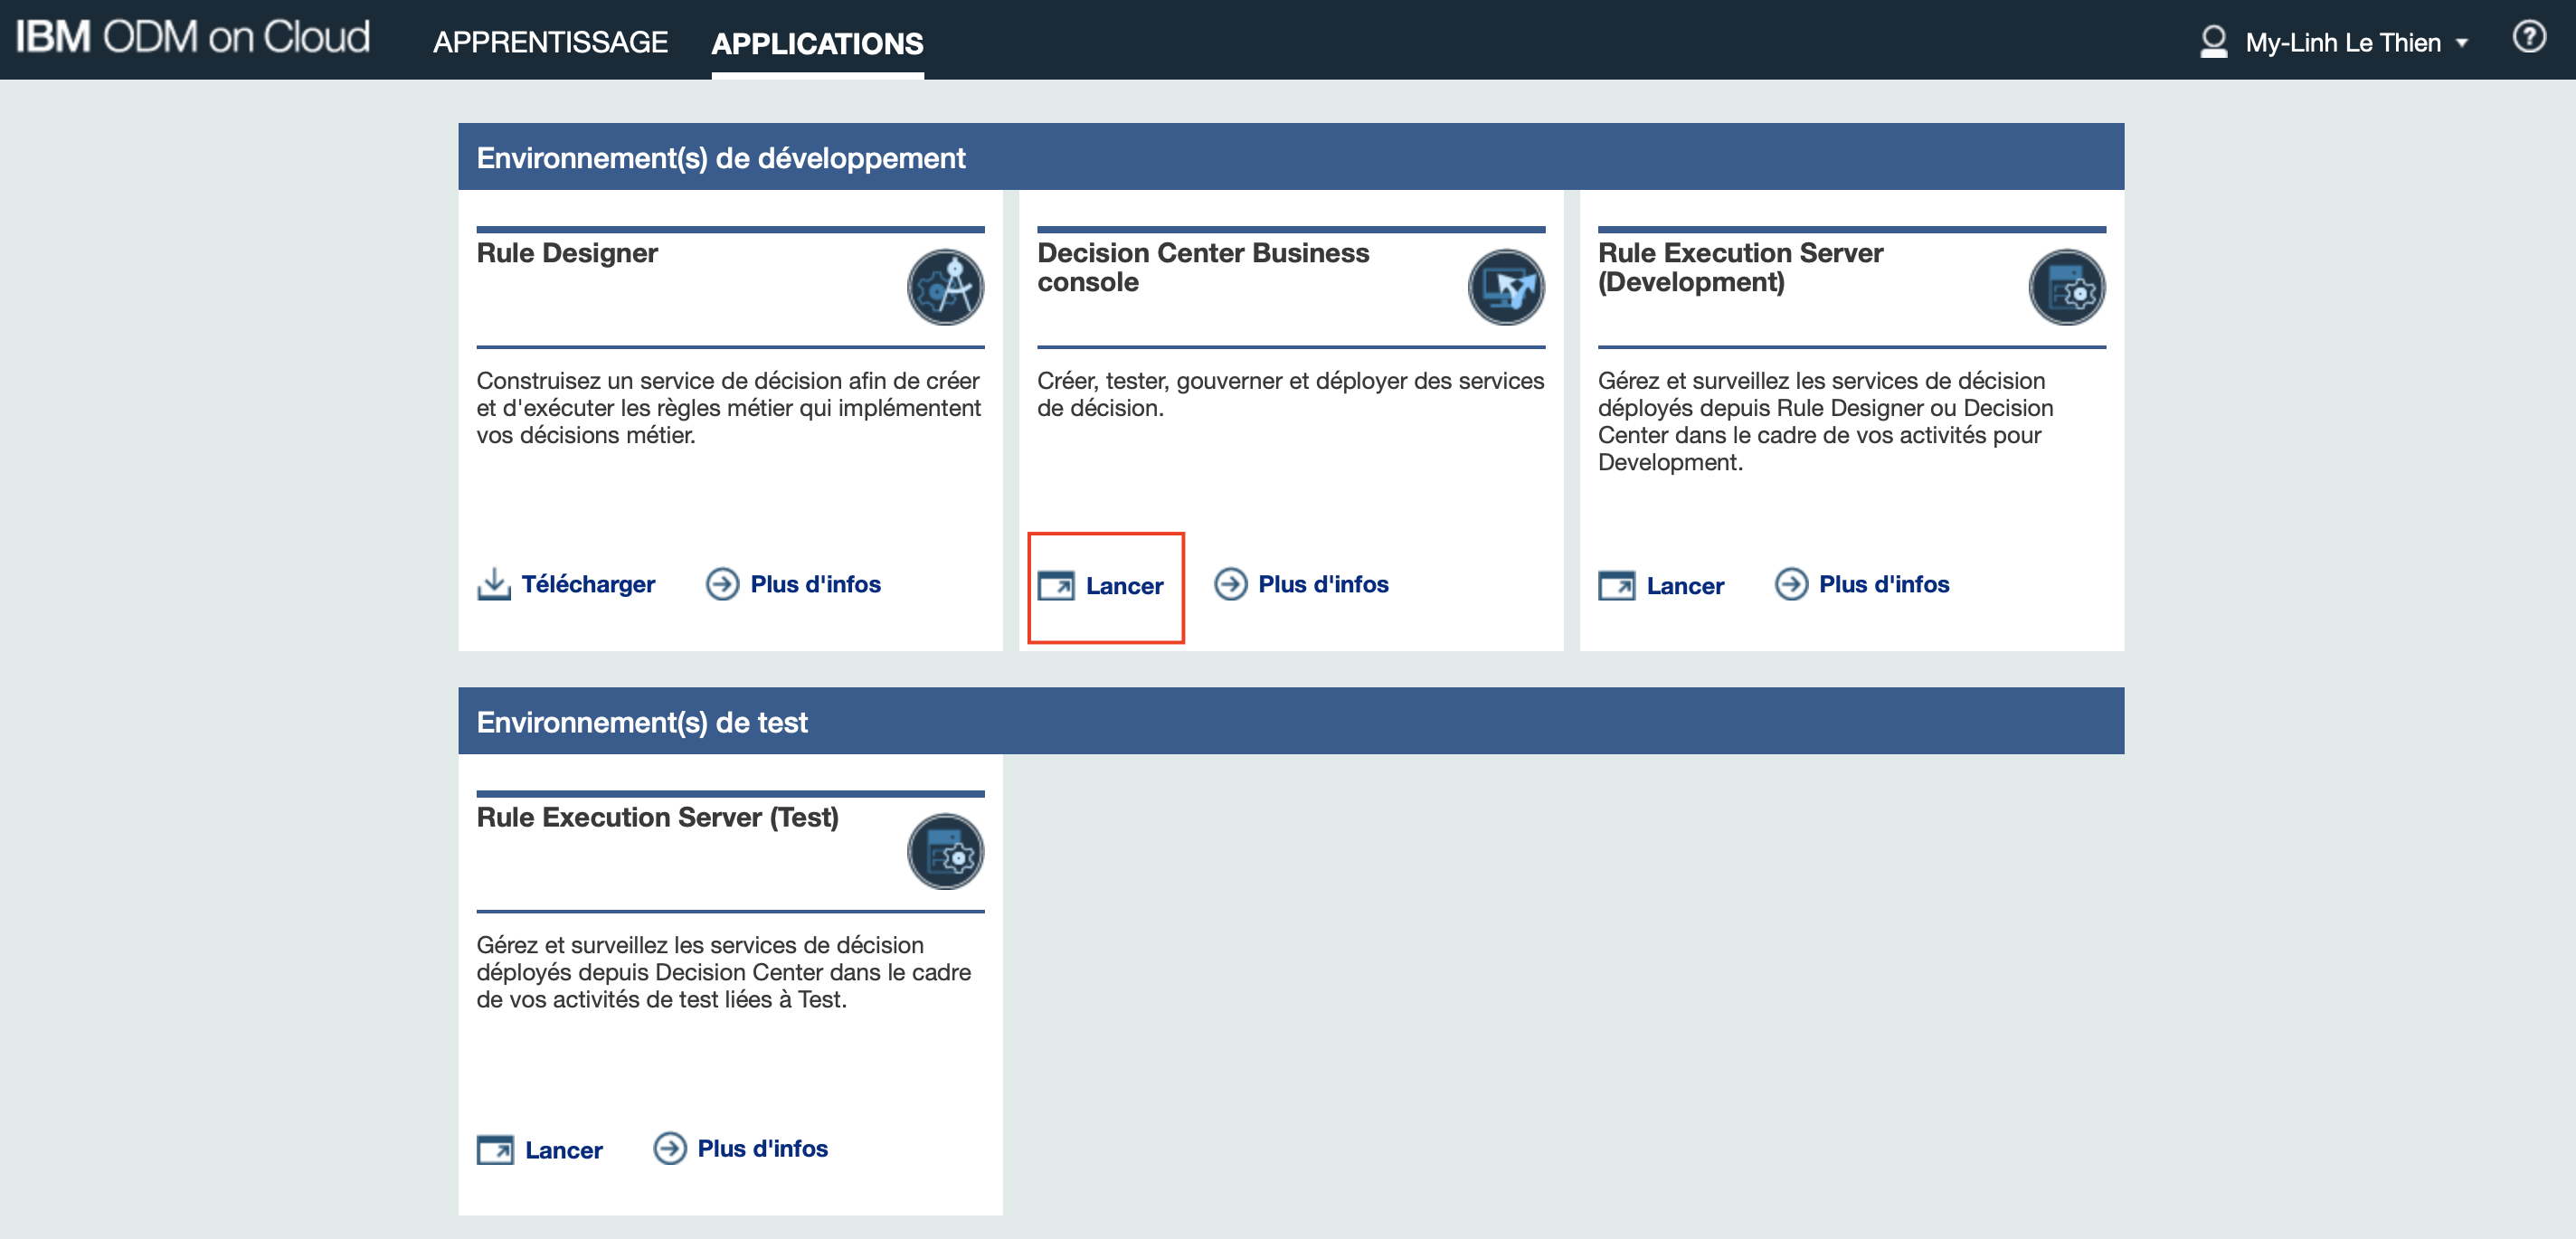 IBM ODM on Cloud
APPRENTISSAGE
APPLICATIONS
My-Linh Le Thien
?
Environnement(s) de développement
Rule Designer
Construisez un service de décision afin de créer
et d'exécuter les règles métier qui implémentent
vos décisions métier.
Télécharger
Plus d'infos
Decision Center Business
console
Créer, tester, gouverner et déployer des services
de décision.
Lancer
Plus d'infos
Rule Execution Server
(Development)
Gérez et surveillez les services de décision
déployés depuis Rule Designer ou Decision
Center dans le cadre de vos activités pour
Development.
Lancer
Plus d'infos
Environnement(s) de test
Rule Execution Server (Test)
Gérez et surveillez les services de décision
déployés depuis Decision Center dans le cadre
de vos activités de test liées à Test.
Lancer
Plus d'infos